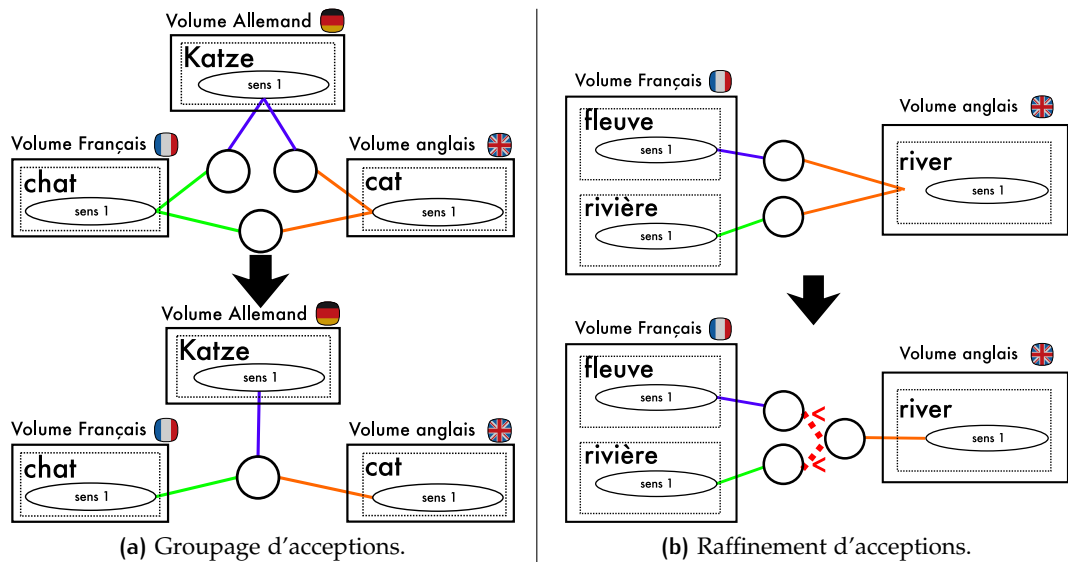 Volume Allemand
Katze
sens 1
Volume Français
chat
sens 1
Volume anglais
cat
sens 1
Volume Allemand
Katze
sens 1
Volume Français
chat
sens 1
Volume anglais
cat
sens 1
(a) Groupage d'acceptions.
Volume Français
fleuve
sens 1
rivière
sens 1
Volume anglais
river
sens 1
Volume Français
fleuve
sens 1
rivière
sens 1
Volume anglais
river
sens 1
(b) Raffinement d'acceptions.